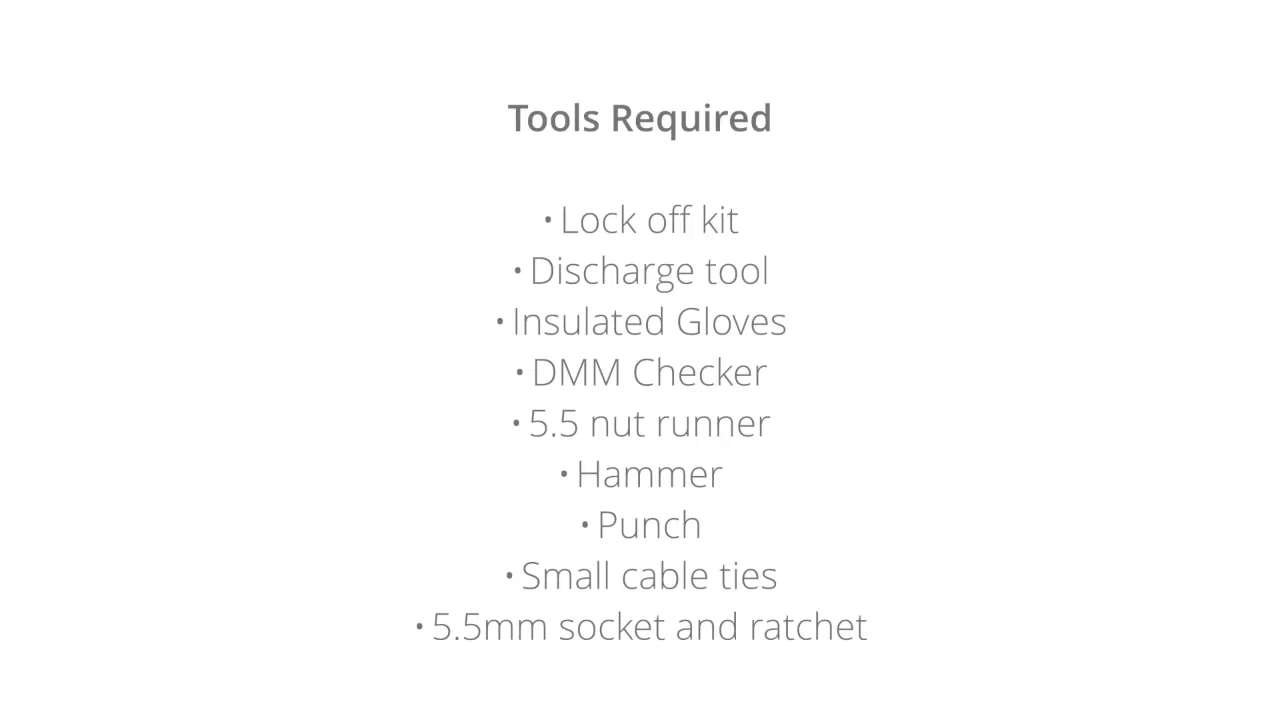 Tools Required
• Lock off kit
• Discharge tool
• Insulated Gloves
• DMM Checker
• 5.5 nut runner
• Hammer
• Punch
• Small cable ties
• 5.5mm socket and ratchet